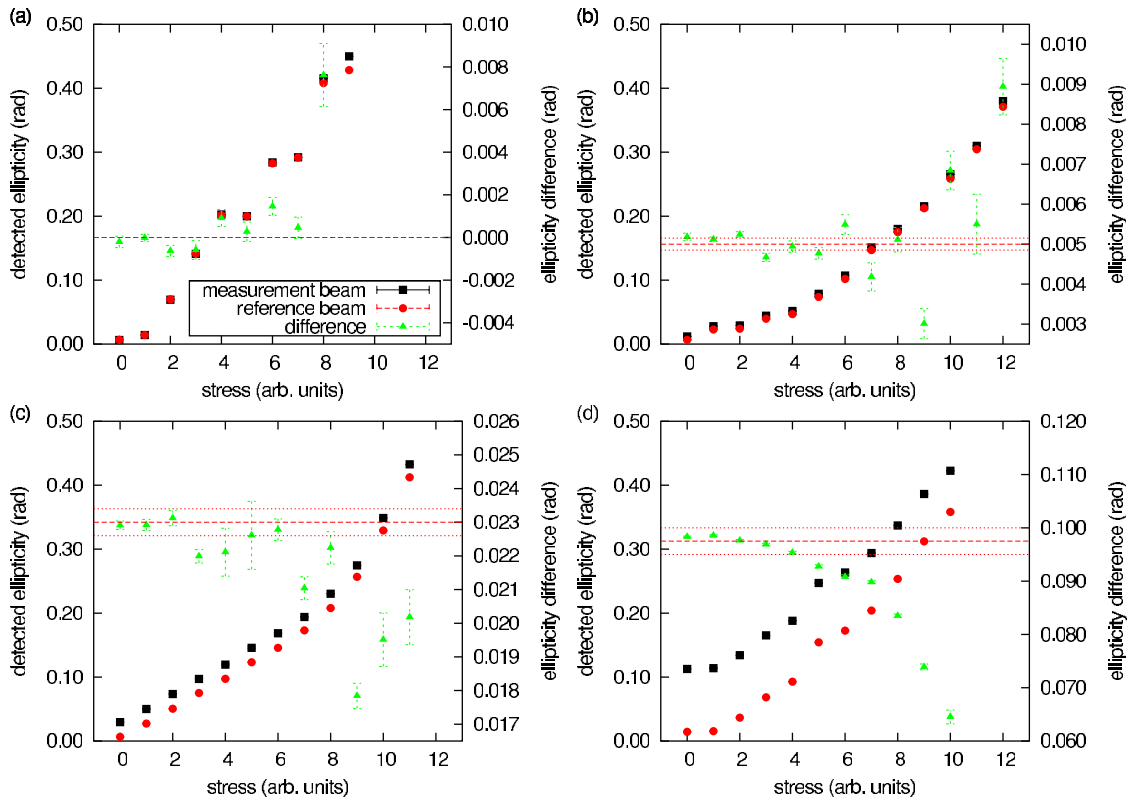 (a)
0.50
0.40
0.30
0.20
0.10
0.00
detected ellipticity (rad)
0 2 4 6 8 10 12
stress (arb. units)
0.010
0.008
0.006
0.004
0.002
0.000
-0.002
-0.004
ellipticity difference (rad)
measurement beam
reference beam
difference
(b)
0.50
0.40
0.30
0.20
0.10
0.00
detected ellipticity (rad)
0 2 4 6 8 10 12
stress (arb. units)
0.010
0.009
0.008
0.007
0.006
0.005
0.004
0.003
ellipticity difference (rad)
(c)
0.50
0.40
0.30
0.20
0.10
0.00
detected ellipticity (rad)
0 2 4 6 8 10 12
stress (arb. units)
0.026
0.025
0.024
0.023
0.022
0.021
0.020
0.019
0.018
0.017
ellipticity difference (rad)
(d)
0.50
0.40
0.30
0.20
0.10
0.00
detected ellipticity (rad)
0 2 4 6 8 10 12
stress (arb. units)
0.120
0.110
0.100
0.090
0.080
0.070
0.060
ellipticity difference (rad)